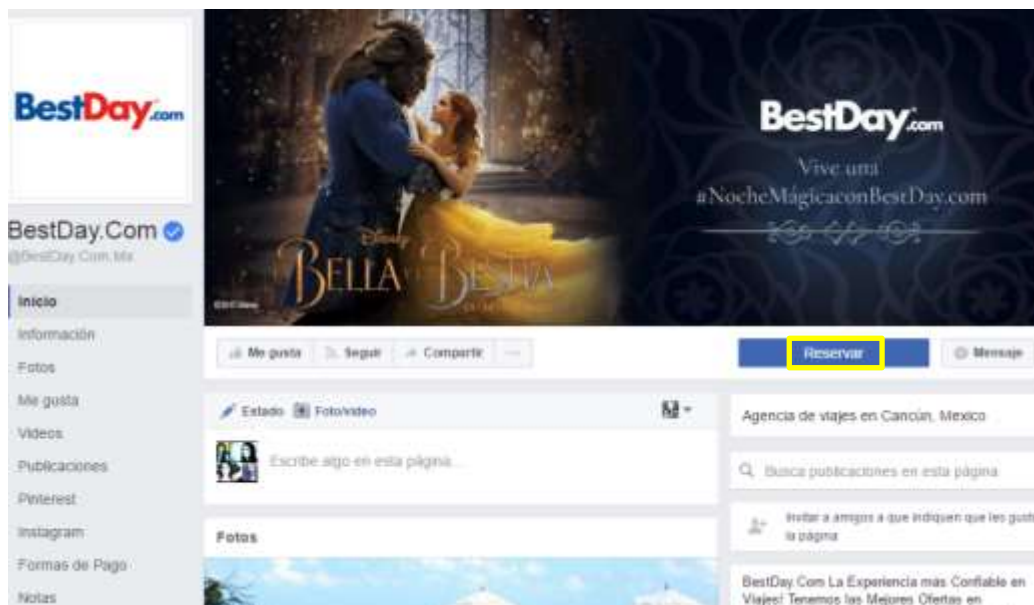 BestDay.com
BestDay.Com
@BestDay.Com.Mx
Inicio
Información
Fotos
Me gusta
Videos
Publicaciones
Pinterest
Instagram
Formas de Pago
Notas
BestDay.com
Vive una
#NocheMágicaconBestDay.com
Disney
BELLA Y BESTIA
©2017 Disney
Me gusta Seguir Compartir ...
Reservar Mensaje
Estado Foto/video
Escribe algo en esta página...
Fotos
Agencia de viajes en Cancún, Mexico
Busca publicaciones en esta página
Invitar a amigos a que indiquen que les gusta
la página
BestDay.Com La Experiencia más Confiable en
Viajes! Tenemos las Mejores Ofertas en